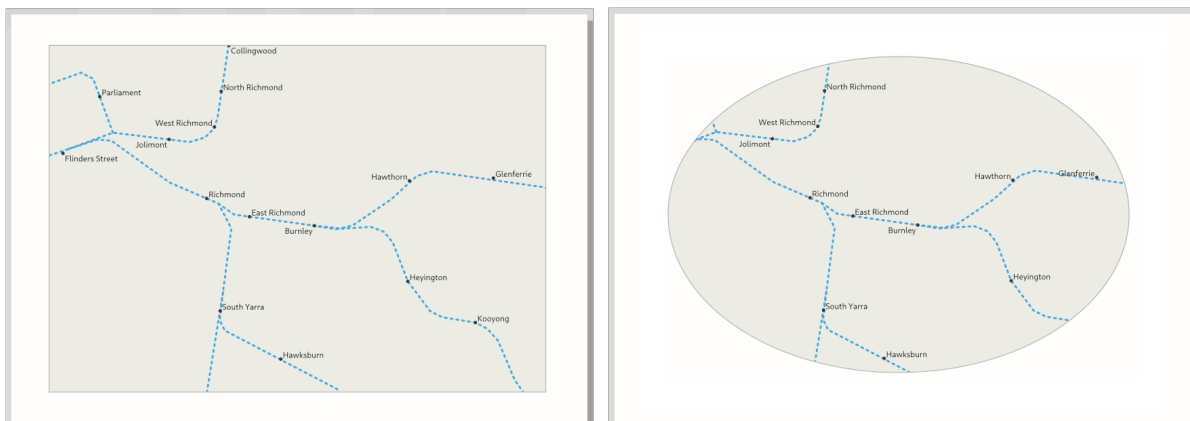 Collingwood
North Richmond
Parliament
West Richmond
Jolimont
Flinders Street
Glenferrie
Hawthorn
Richmond
East Richmond
Burnley
Heyington
South Yarra
Kooyong
Hawksburn
North Richmond
West Richmond
Jolimont
Glenferrie
Hawthorn
Richmond
East Richmond
Burnley
Heyington
South Yarra
Hawksburn